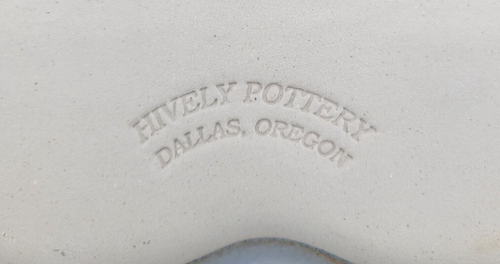 HIVELY POTTERY
DALLAS, OREGON